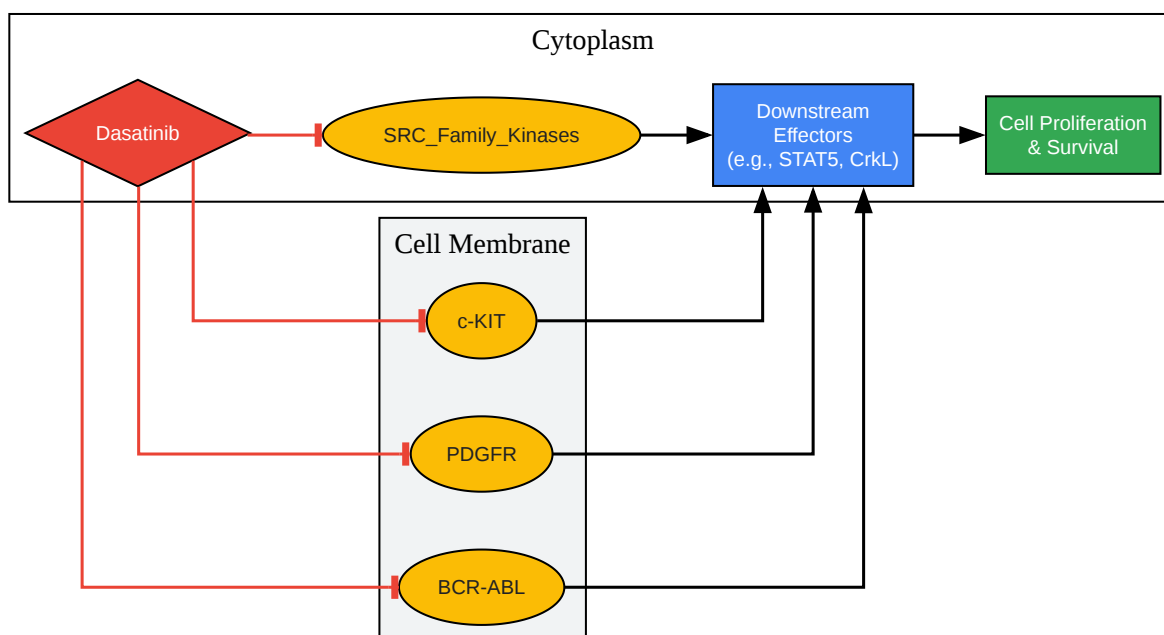 Cytoplasm
Dasatinib
SRC_Family_Kinases
Downstream
Effectors
(e.g., STAT5, CrkL)
Cell Proliferation
& Survival
Cell Membrane
c-KIT
PDGFR
BCR-ABL